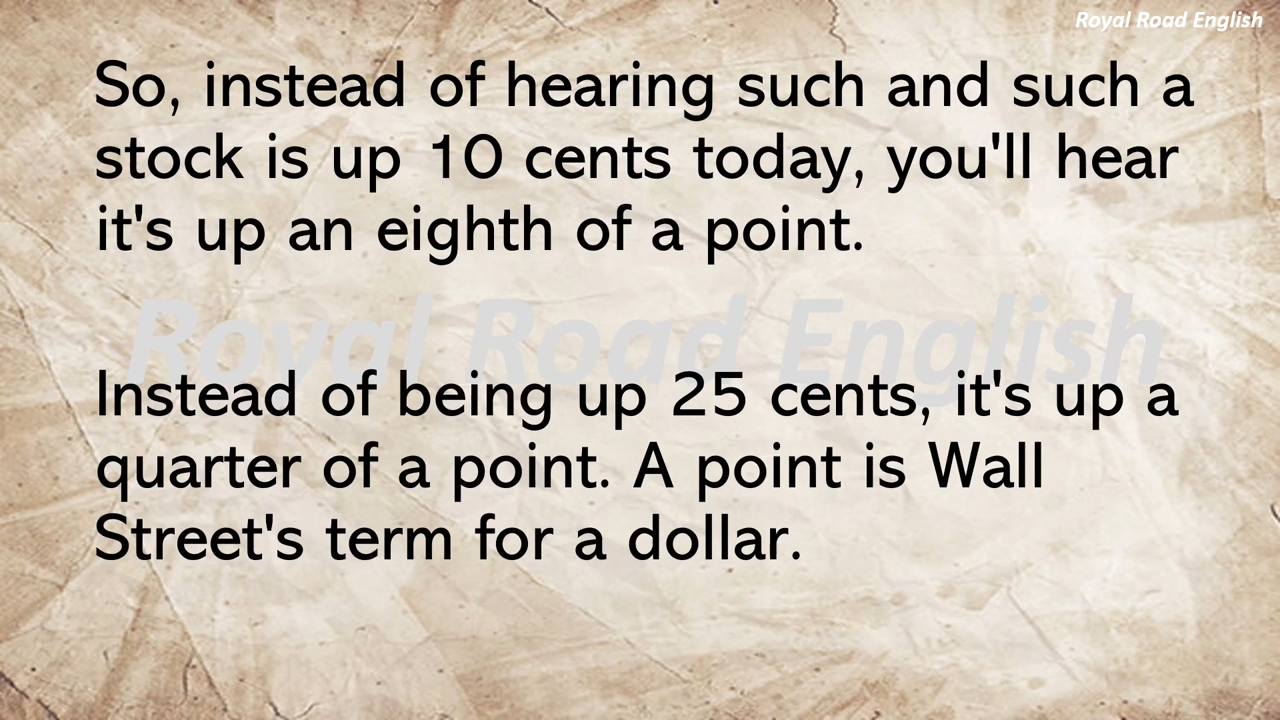 Royal Road English
So, instead of hearing such and such a
stock is up 10 cents today, you'll hear
it's up an eighth of a point.
Royal Road English
Instead of being up 25 cents, it's up a
quarter of a point. A point is Wall
Street's term for a dollar.